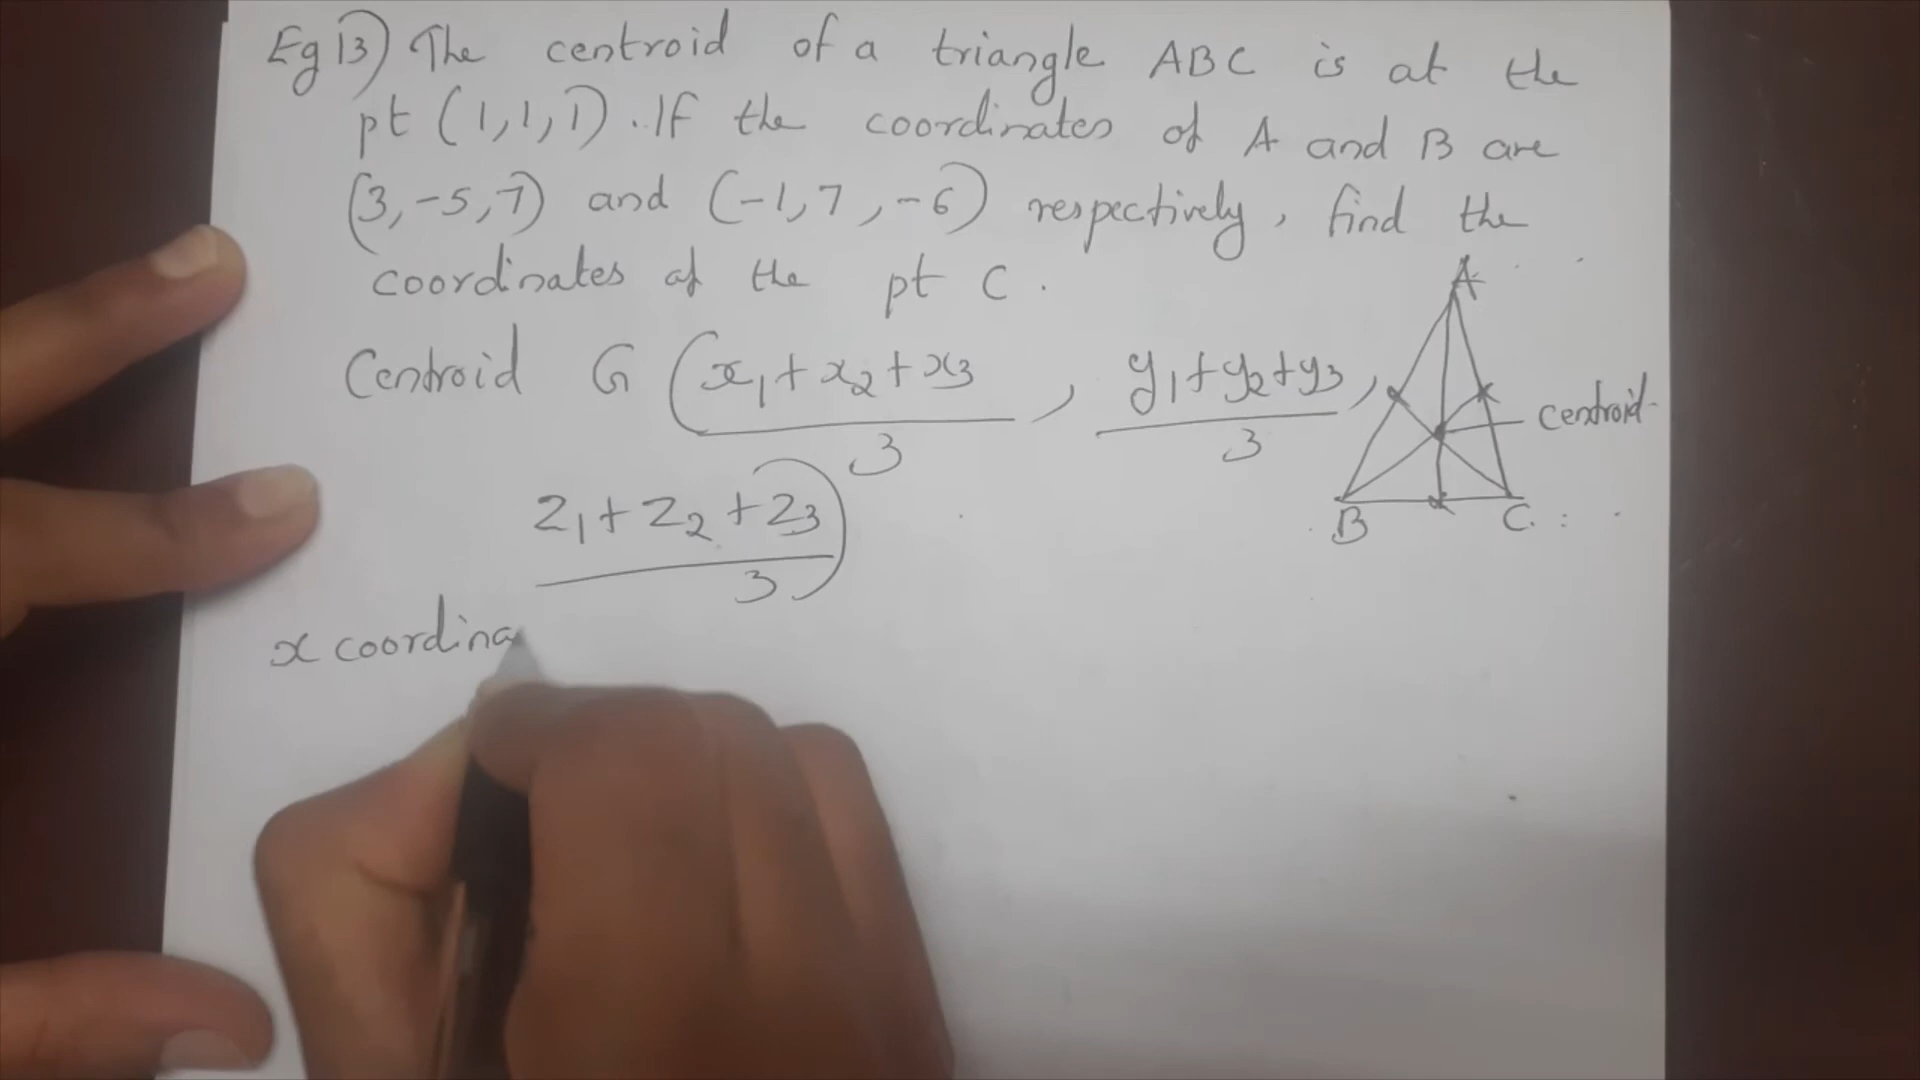 Eg 13) The centroid of a triangle ABC is at the
pt (1,1,1). If the coordinates of A and B are
(3,-5,7) and (-1,7,-6) respectively, find the
coordinates of the pt C.
A
Centroid G (x₁+x₂+x₃/3, y₁+y₂+y₃/3,
centroid
z₁+z₂+z₃/3)
B C
x coordina